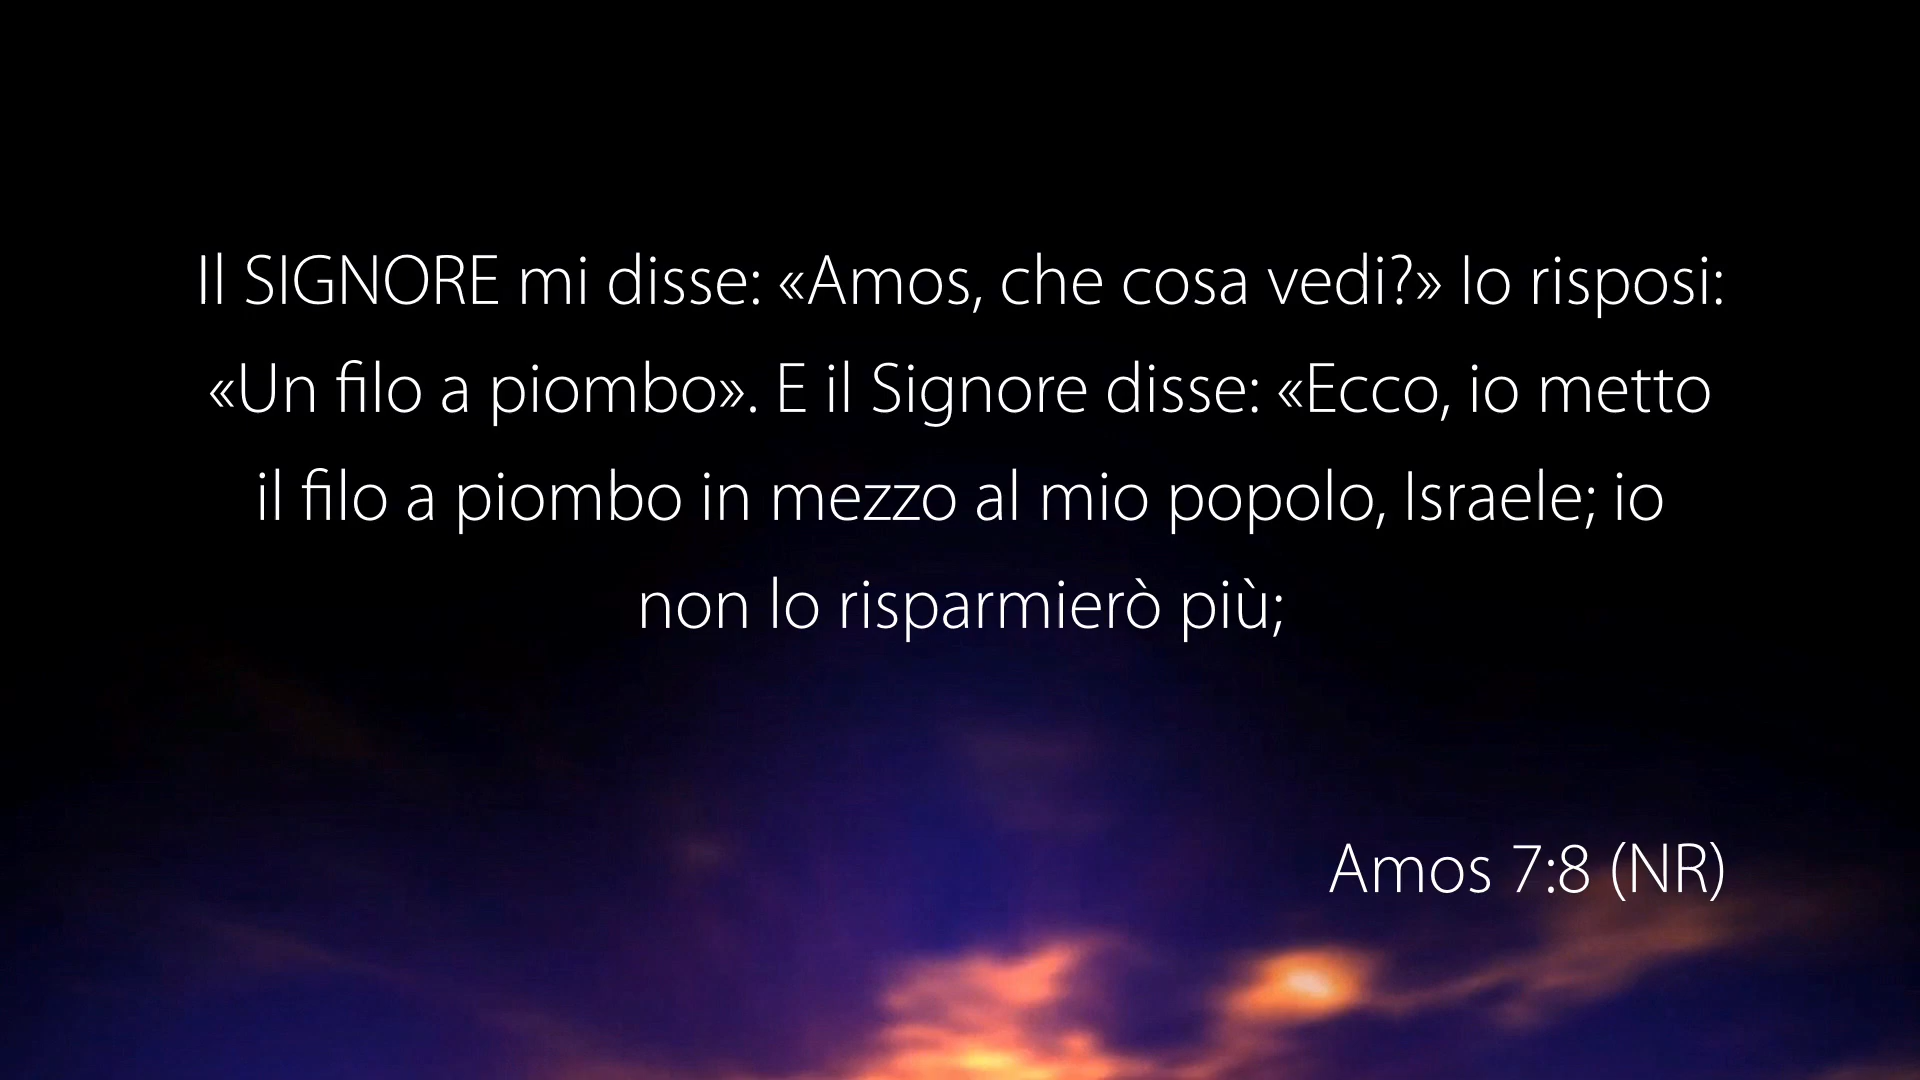 Il SIGNORE mi disse: «Amos, che cosa vedi?» Io risposi:
«Un filo a piombo». E il Signore disse: «Ecco, io metto
il filo a piombo in mezzo al mio popolo, Israele; io
non lo risparmierò più;
Amos 7:8 (NR)